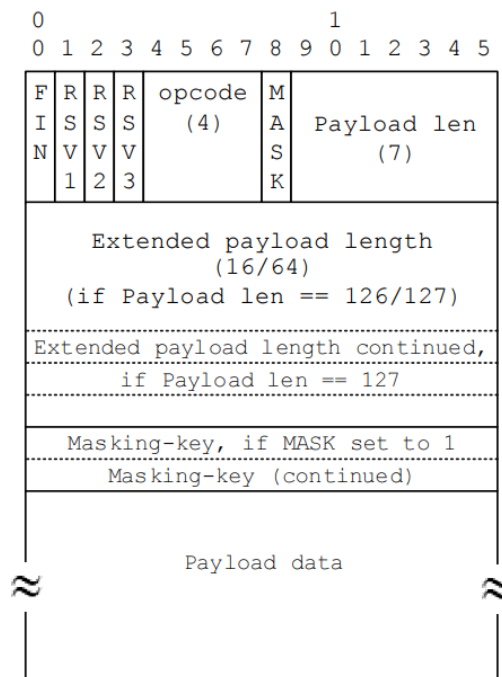 0 1
0 1 2 3 4 5 6 7 8 9 0 1 2 3 4 5
F R R R opcode M
I S S S (4) A Payload len
N V V V S (7)
1 2 3 K
Extended payload length
(16/64)
(if Payload len == 126/127)
Extended payload length continued,
if Payload len == 127
Masking-key, if MASK set to 1
Masking-key (continued)
Payload data